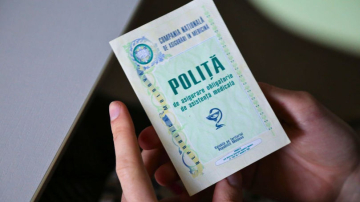 COMPANIA NAȚIONALĂ
DE ASIGURĂRI ÎN MEDICINĂ
POLIȚĂ
de asigurare obligatorie
de asistență medicală